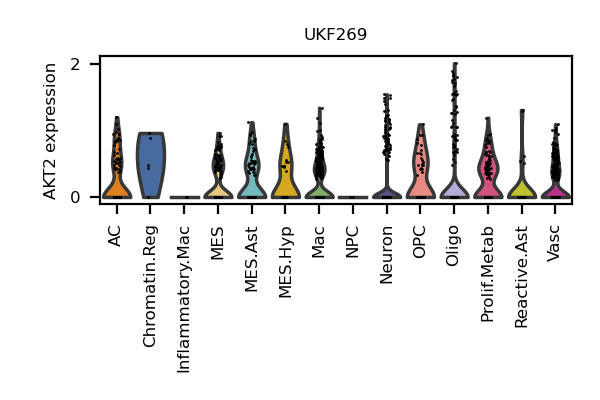 UKF269
AKT2 expression
2
0
AC
Chromatin.Reg
Inflammatory.Mac
MES
MES.Ast
MES.Hyp
Mac
NPC
Neuron
OPC
Oligo
Prolif.Metab
Reactive.Ast
Vasc